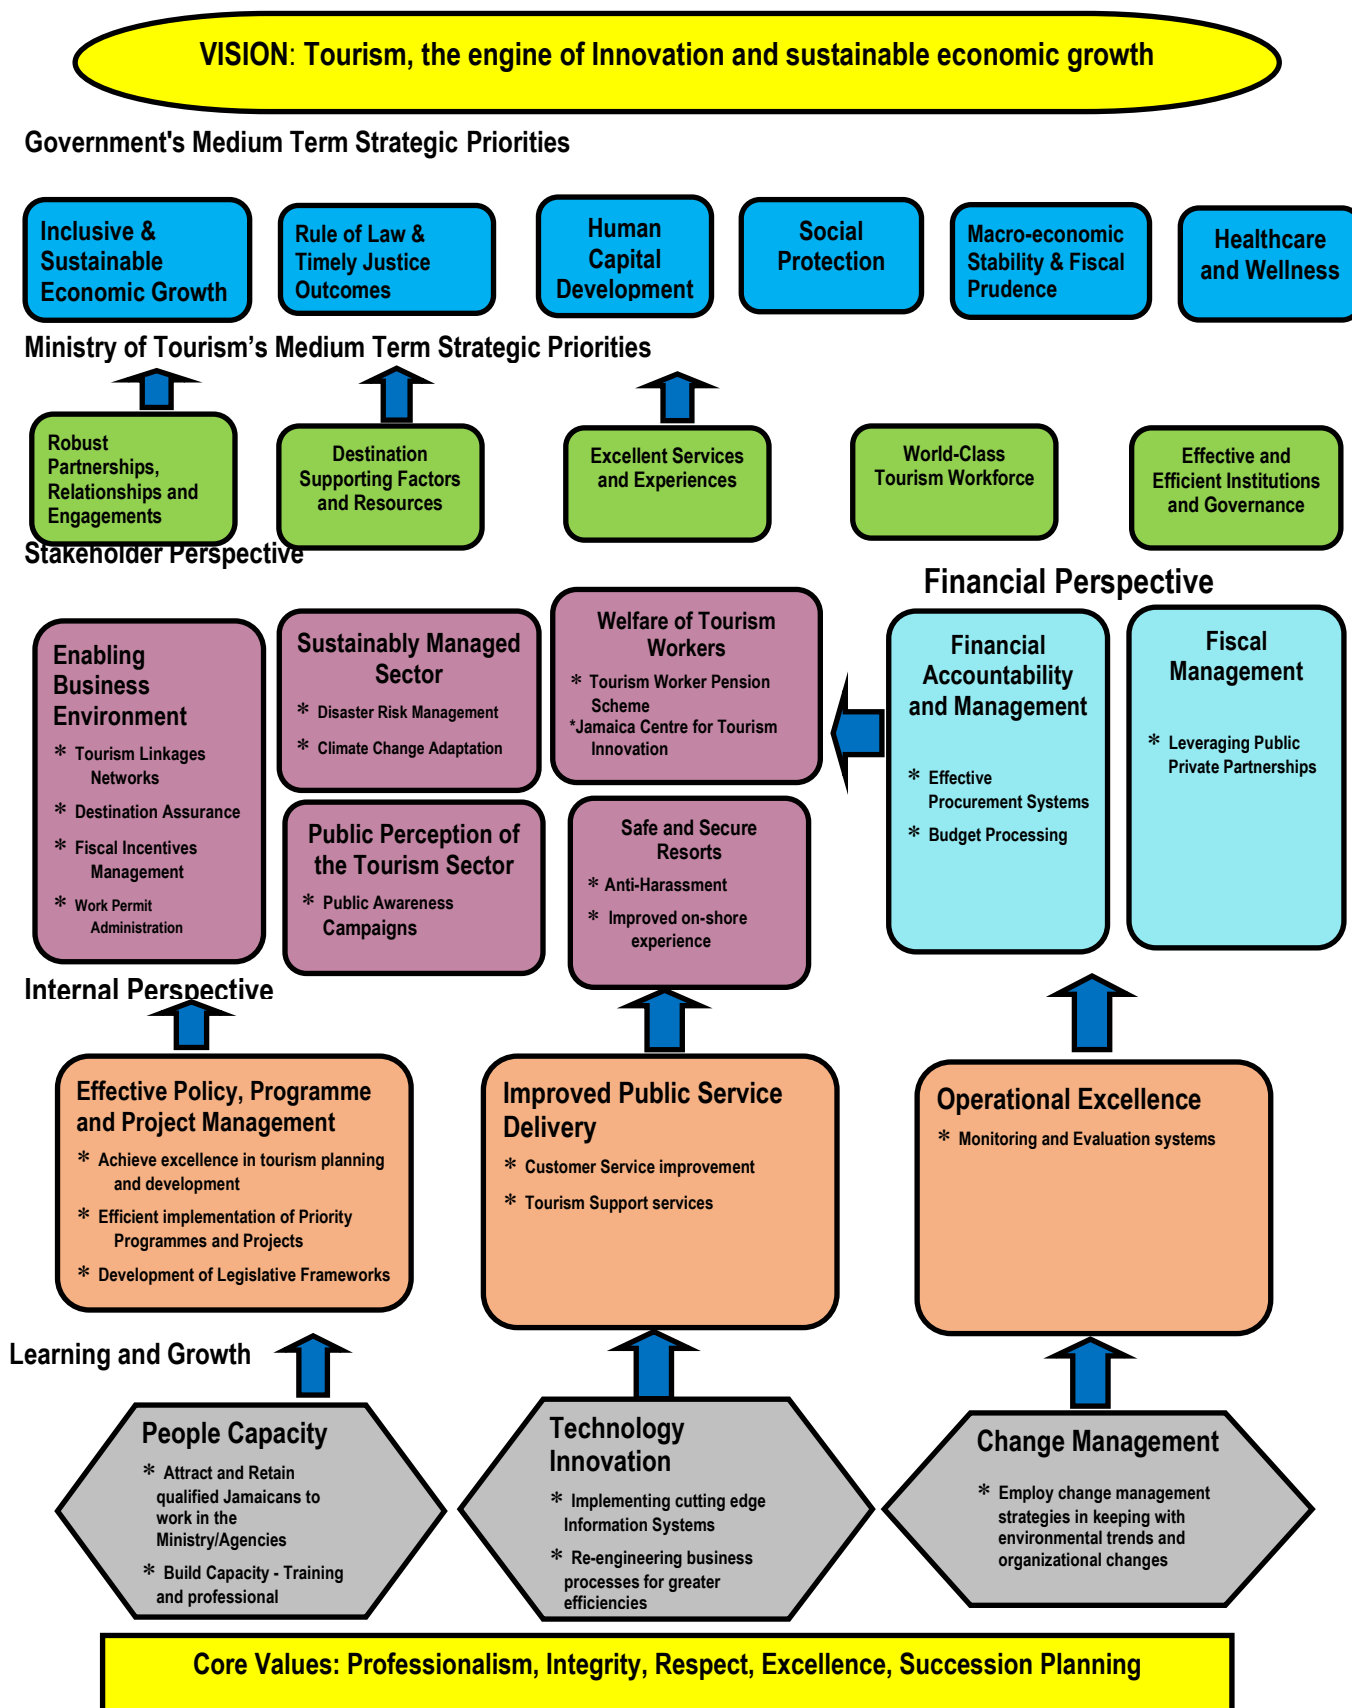 VISION: Tourism, the engine of Innovation and sustainable economic growth
Government's Medium Term Strategic Priorities
Inclusive &
Sustainable
Economic Growth
Rule of Law &
Timely Justice
Outcomes
Human
Capital
Development
Social
Protection
Macro-economic
Stability & Fiscal
Prudence
Healthcare
and Wellness
Ministry of Tourism’s Medium Term Strategic Priorities
Robust
Partnerships,
Relationships and
Engagements
Destination
Supporting Factors
and Resources
Excellent Services
and Experiences
World-Class
Tourism Workforce
Effective and
Efficient Institutions
and Governance
Stakeholder Perspective
Enabling
Business
Environment
* Tourism Linkages
Networks
* Destination Assurance
* Fiscal Incentives
Management
* Work Permit
Administration
Sustainably Managed
Sector
* Disaster Risk Management
* Climate Change Adaptation
Welfare of Tourism
Workers
* Tourism Worker Pension
Scheme
*Jamaica Centre for Tourism
Innovation
Public Perception of
the Tourism Sector
* Public Awareness
Campaigns
Safe and Secure
Resorts
* Anti-Harassment
* Improved on-shore
experience
Financial Perspective
Financial
Accountability
and Management
* Effective
Procurement Systems
* Budget Processing
Fiscal
Management
* Leveraging Public
Private Partnerships
Internal Perspective
Effective Policy, Programme
and Project Management
* Achieve excellence in tourism planning
and development
* Efficient implementation of Priority
Programmes and Projects
* Development of Legislative Frameworks
Improved Public Service
Delivery
* Customer Service improvement
* Tourism Support services
Operational Excellence
* Monitoring and Evaluation systems
Learning and Growth
People Capacity
* Attract and Retain
qualified Jamaicans to
work in the
Ministry/Agencies
* Build Capacity - Training
and professional
Technology
Innovation
* Implementing cutting edge
Information Systems
* Re-engineering business
processes for greater
efficiencies
Change Management
* Employ change management
strategies in keeping with
environmental trends and
organizational changes
Core Values: Professionalism, Integrity, Respect, Excellence, Succession Planning